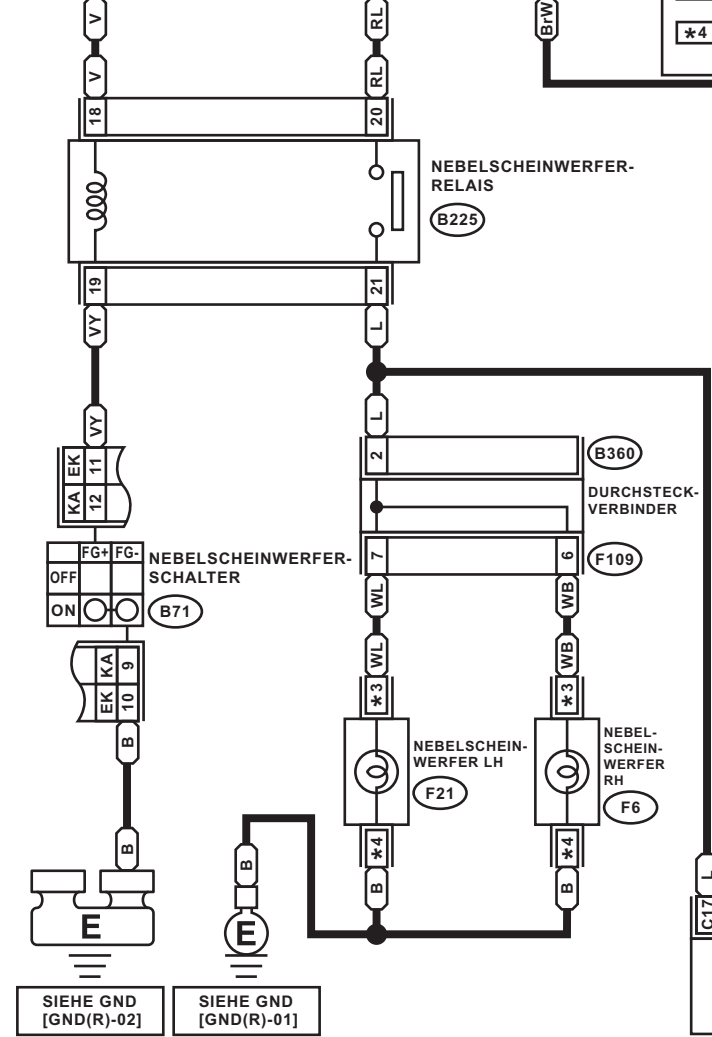 V
RL
BrW
*4
V
RL
18
20
NEBELSCHEINWERFER-
RELAIS
B225
19
21
VY
L
VY
L
EK 11
KA 12
2
B360
DURCHSTECK-
VERBINDER
FG+ FG-
OFF
ON
NEBELSCHEINWERFER-
SCHALTER
B71
7
6
F109
WL
WB
KA 9
EK 10
WL
WB
*3
*3
B
NEBELSCHEIN-
WERFER LH
F21
NEBEL-
SCHEIN-
WERFER
RH
F6
B
B
*4
*4
L
B
B
C17
E
E
SIEHE GND
[GND(R)-02]
SIEHE GND
[GND(R)-01]